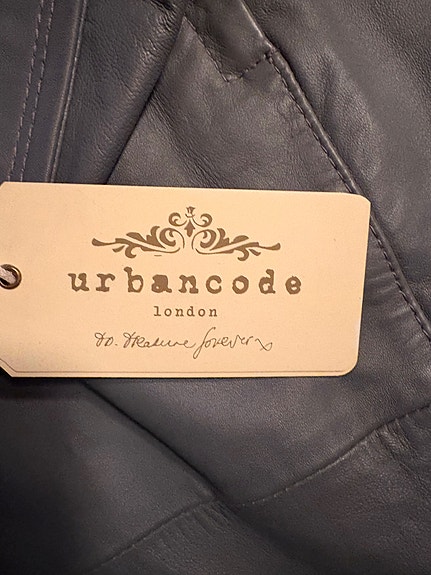 urbancode
london
to treasure forever x